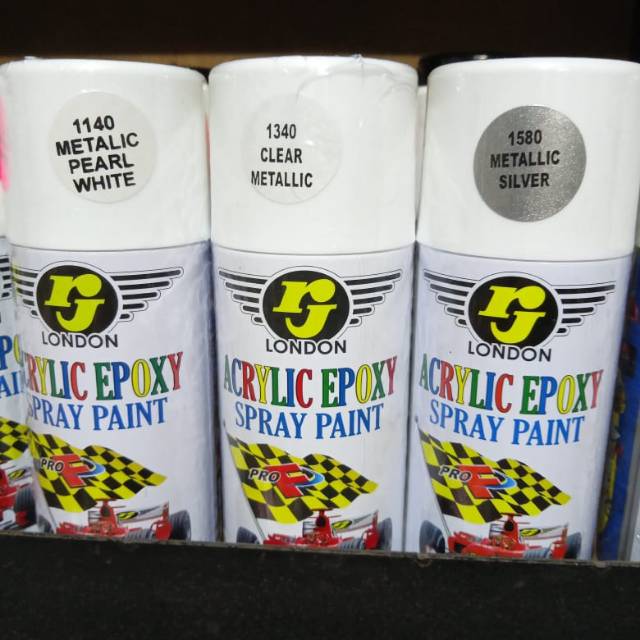 1140
METALIC
PEARL
WHITE
1340
CLEAR
METALLIC
1580
METALLIC
SILVER
rj
LONDON
ACRYLIC EPOXY
SPRAY PAINT
PRO F
rj
LONDON
ACRYLIC EPOXY
SPRAY PAINT
PRO F
rj
LONDON
ACRYLIC EPOXY
SPRAY PAINT
PRO F